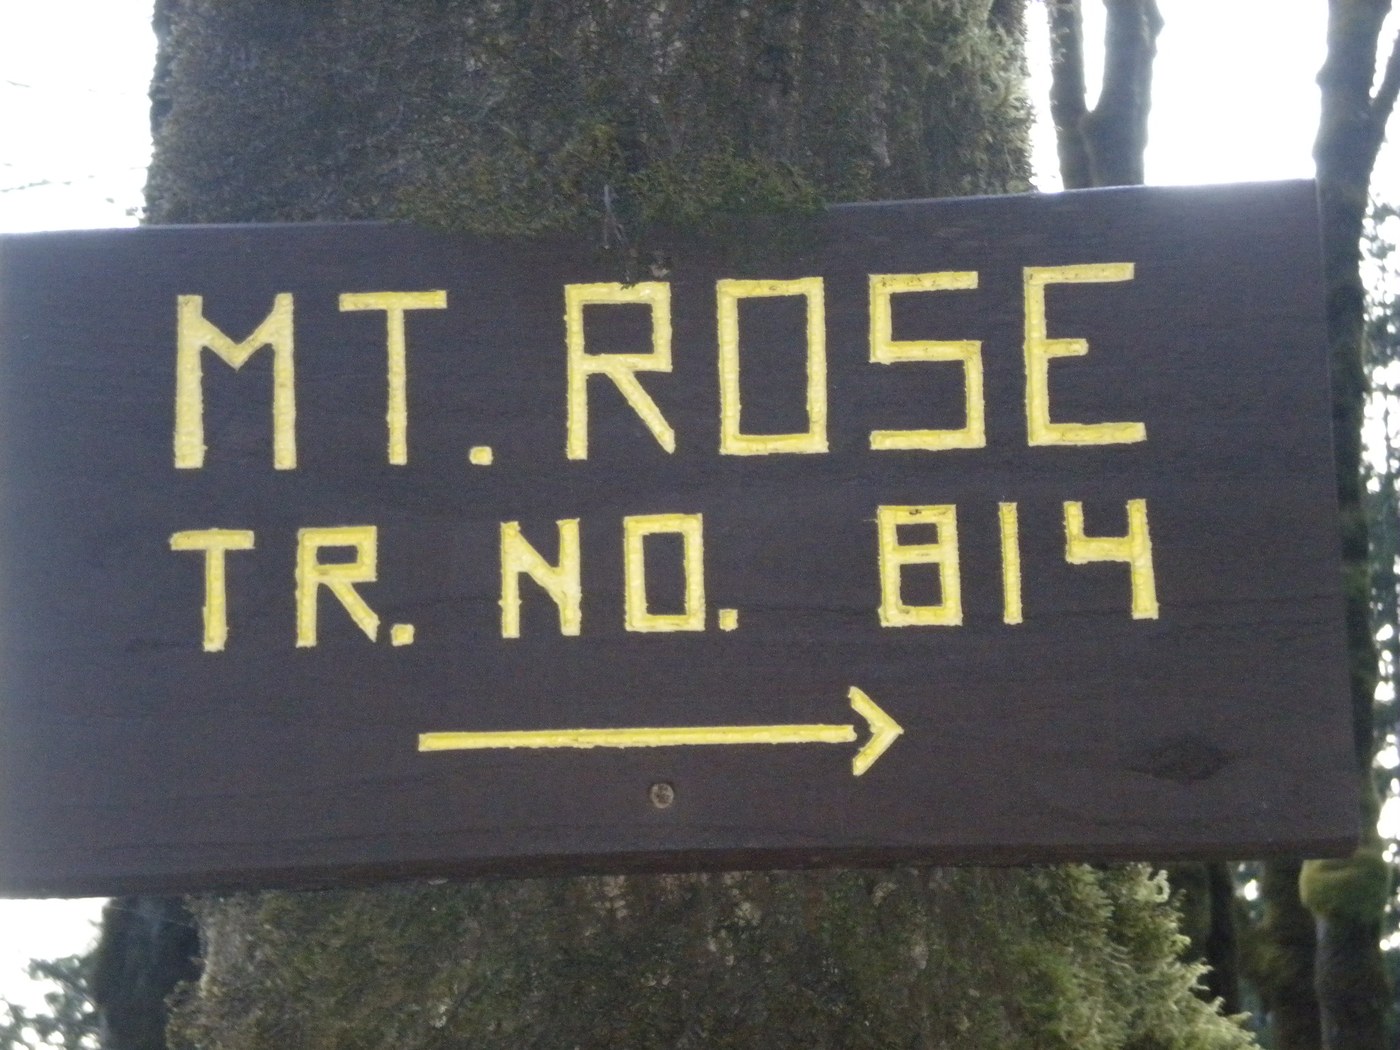 MT. ROSE
TR. NO. 814